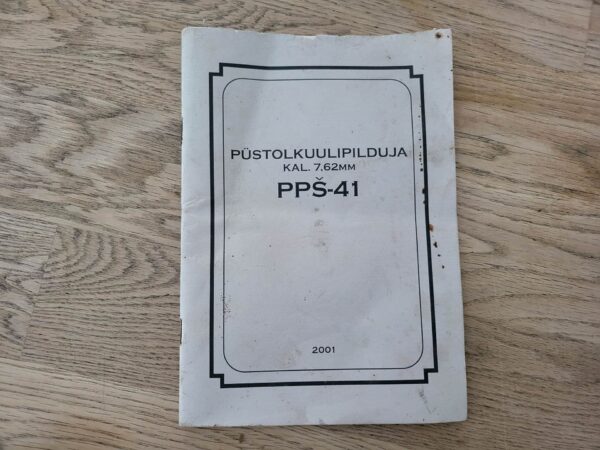 PÜSTOLKUULIPILDUJA
KAL. 7,62MM
PPŠ-41
2001